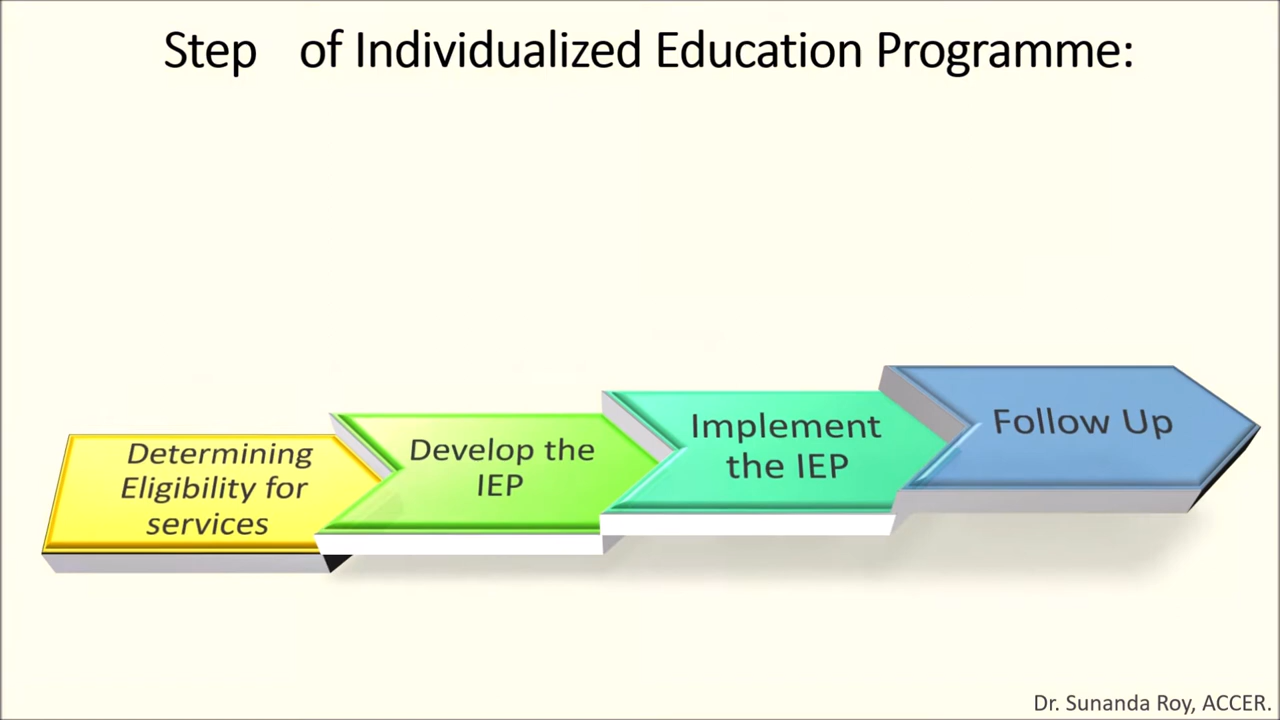 Step of Individualized Education Programme:
Determining
Eligibility for
services
Develop the
IEP
Implement
the IEP
Follow Up
Dr. Sunanda Roy, ACCER.